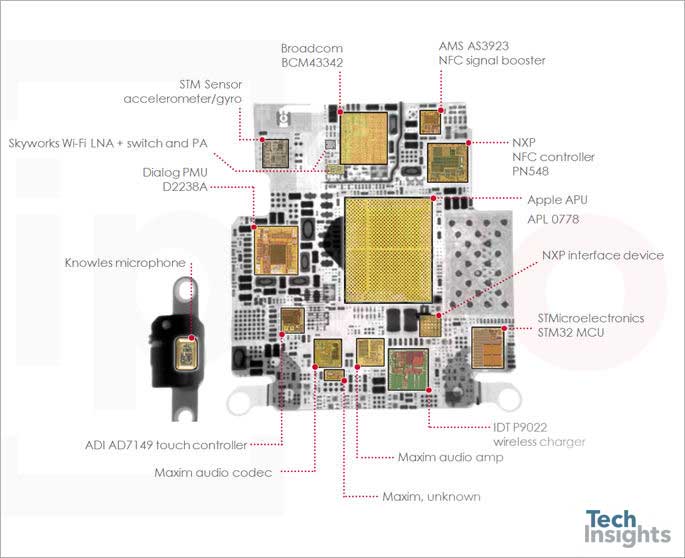 Broadcom
BCM43342
AMS AS3923
NFC signal booster
STM Sensor
accelerometer/gyro
Skyworks Wi-Fi LNA + switch and PA
NXP
NFC controller
PN548
Dialog PMU
D2238A
Apple APU
APL 0778
Knowles microphone
NXP interface device
STMicroelectronics
STM32 MCU
IDT P9022
wireless charger
ADI AD7149 touch controller
Maxim audio amp
Maxim audio codec
Maxim, unknown
Tech
Insights